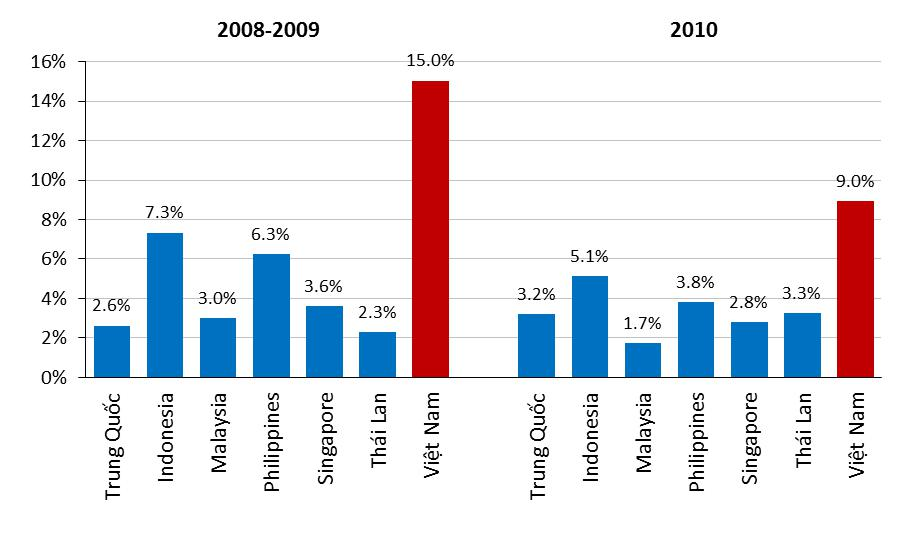 2008-2009
2010
16%
14%
12%
10%
8%
6%
4%
2%
0%
2.6%
7.3%
3.0%
6.3%
3.6%
2.3%
15.0%
3.2%
5.1%
1.7%
3.8%
2.8%
3.3%
9.0%
Trung Quốc
Indonesia
Malaysia
Philippines
Singapore
Thái Lan
Việt Nam
Trung Quốc
Indonesia
Malaysia
Philippines
Singapore
Thái Lan
Việt Nam